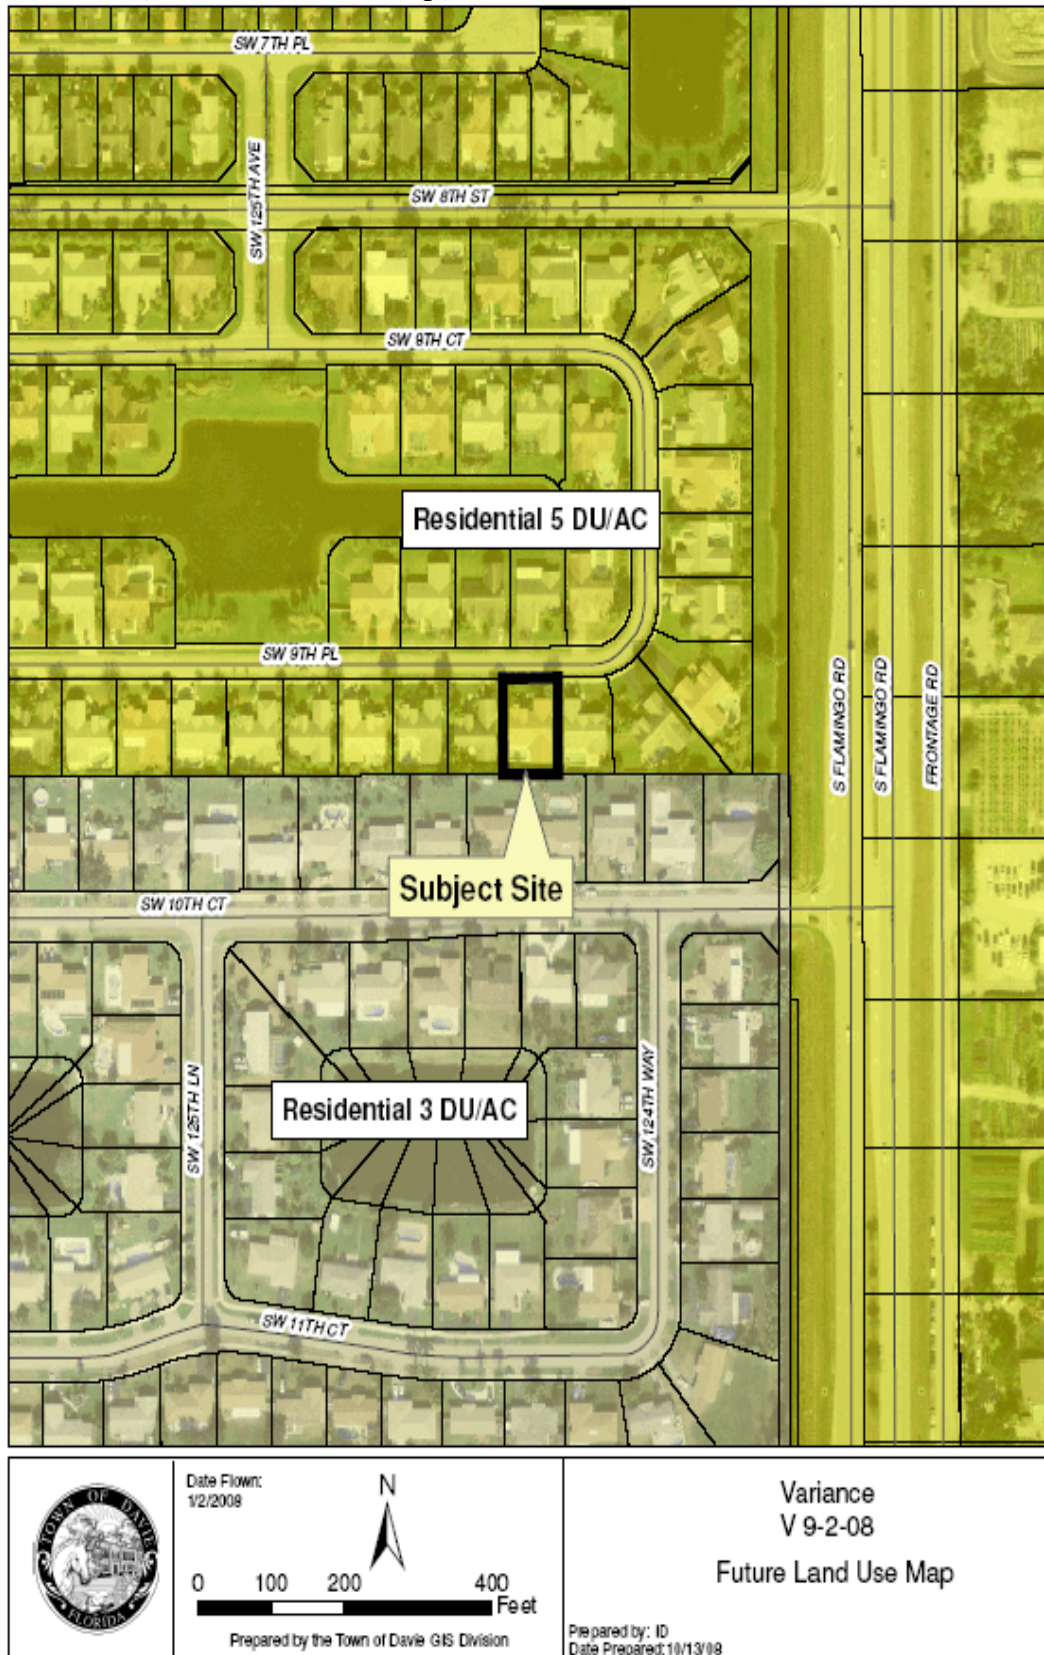 SW 7TH PL
SW 125TH AVE
SW 8TH ST
SW 9TH CT
Residential 5 DU/AC
SW 9TH PL
S FLAMINGO RD
S FLAMINGO RD
FRONTAGE RD
Subject Site
SW 10TH CT
SW 125TH LN
Residential 3 DU/AC
SW 124TH WAY
SW 11TH CT
TOWN OF DAVIE
FLORIDA
Date Flown:
1/2/2008
N
0 100 200 400
Feet
Prepared by the Town of Davie GIS Division
Variance
V 9-2-08
Future Land Use Map
Prepared by: ID
Date Prepared: 10/13/08